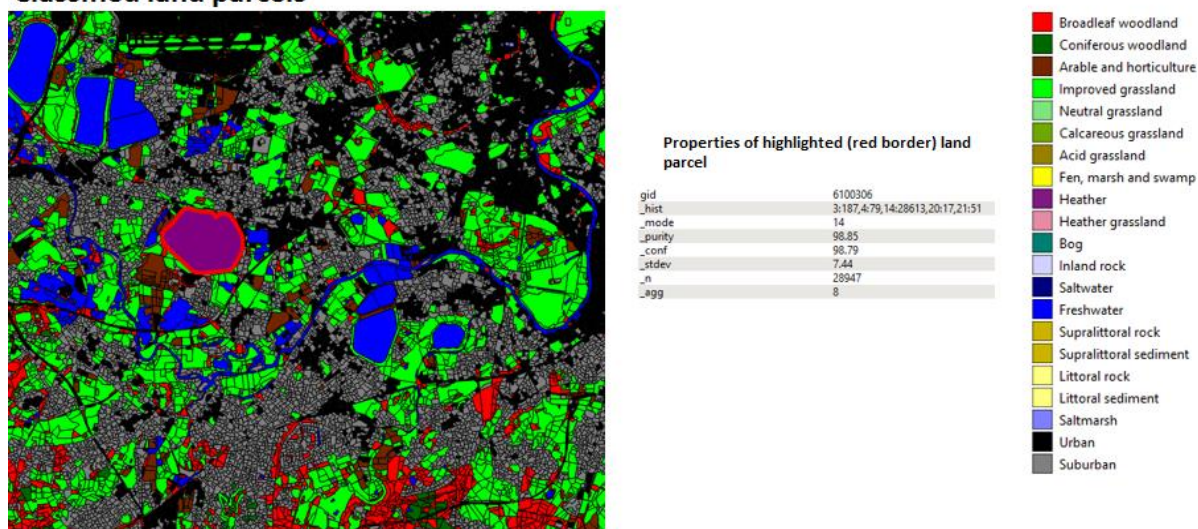 Classified land parcels
Properties of highlighted (red border) land
parcel
gid 6100306
_hist 3:187,4:79,14:28613,20:17,21:51
_mode 14
_purity 98.85
_conf 98.79
_stdev 7.44
_n 28947
_agg 8
Broadleaf woodland
Coniferous woodland
Arable and horticulture
Improved grassland
Neutral grassland
Calcareous grassland
Acid grassland
Fen, marsh and swamp
Heather
Heather grassland
Bog
Inland rock
Saltwater
Freshwater
Supralittoral rock
Supralittoral sediment
Littoral rock
Littoral sediment
Saltmarsh
Urban
Suburban